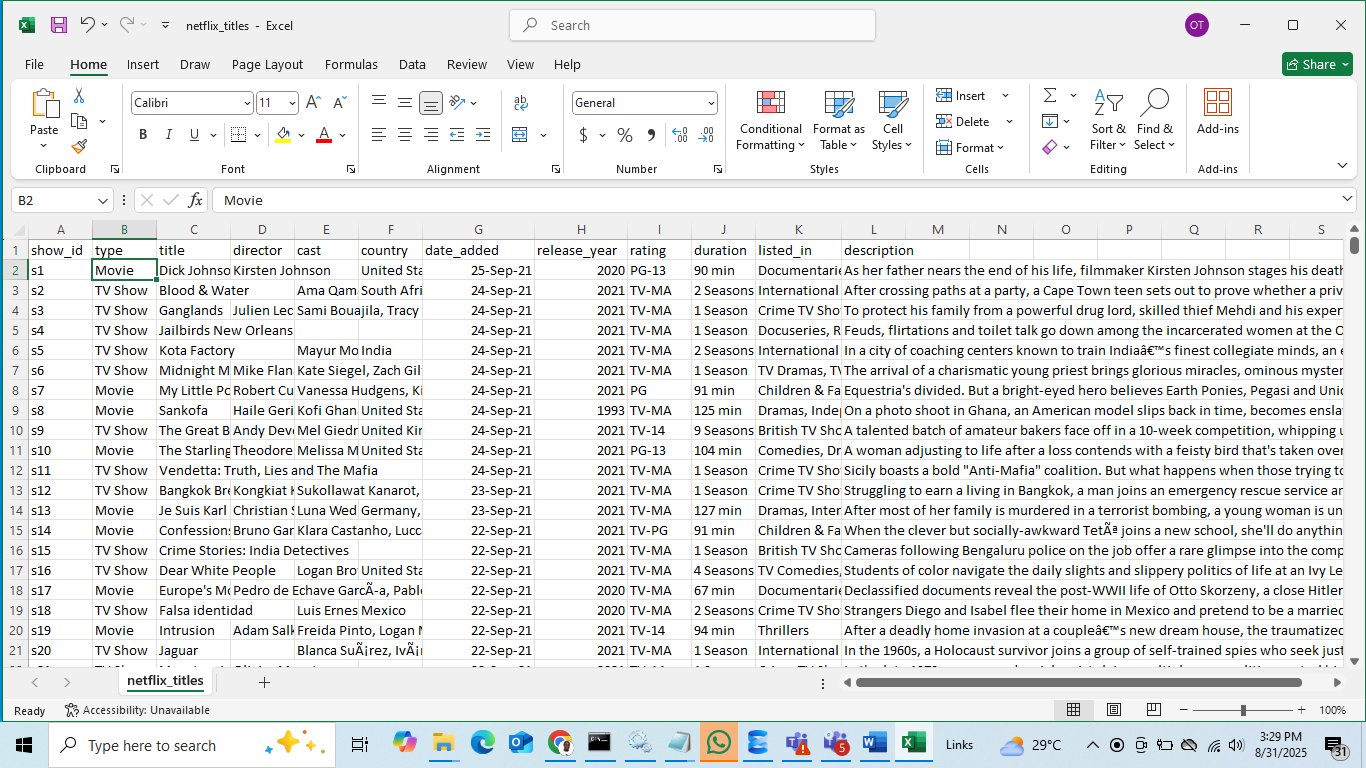 netflix_titles - Excel
Search
OT
File Home Insert Draw Page Layout Formulas Data Review View Help
Share
Paste
Calibri 11
General
Conditional Formatting
Format as Table
Cell Styles
Insert
Delete
Format
Sort & Filter
Find & Select
Add-ins
Clipboard Font Alignment Number Styles Cells Editing Add-ins
B2 fx Movie
A B C D E F G H I J K L M N O P Q R S
1 show_id type title director cast country date_added release_year rating duration listed_in description
2 s1 Movie Dick Johnso Kirsten Johnson United Sta 25-Sep-21 2020 PG-13 90 min Documentarie As her father nears the end of his life, filmmaker Kirsten Johnson stages his death
3 s2 TV Show Blood & Water Ama Qam South Afri 24-Sep-21 2021 TV-MA 2 Seasons International After crossing paths at a party, a Cape Town teen sets out to prove whether a priv
4 s3 TV Show Ganglands Julien Lec Sami Bouajila, Tracy 24-Sep-21 2021 TV-MA 1 Season Crime TV Sho To protect his family from a powerful drug lord, skilled thief Mehdi and his exper
5 s4 TV Show Jailbirds New Orleans 24-Sep-21 2021 TV-MA 1 Season Docuseries, R Feuds, flirtations and toilet talk go down among the incarcerated women at the O
6 s5 TV Show Kota Factory Mayur Mo India 24-Sep-21 2021 TV-MA 2 Seasons International In a city of coaching centers known to train Indiaâ€™s finest collegiate minds, an e
7 s6 TV Show Midnight M Mike Flan Kate Siegel, Zach Gil 24-Sep-21 2021 TV-MA 1 Season TV Dramas, T The arrival of a charismatic young priest brings glorious miracles, ominous myster
8 s7 Movie My Little Po Robert Cu Vanessa Hudgens, Ki 24-Sep-21 2021 PG 91 min Children & Fa Equestria's divided. But a bright-eyed hero believes Earth Ponies, Pegasi and Unic
9 s8 Movie Sankofa Haile Geri Kofi Ghan United Sta 24-Sep-21 1993 TV-MA 125 min Dramas, Inde On a photo shoot in Ghana, an American model slips back in time, becomes ensla
10 s9 TV Show The Great B Andy Dev Mel Giedr United Kin 24-Sep-21 2021 TV-14 9 Seasons British TV Sho A talented batch of amateur bakers face off in a 10-week competition, whipping u
11 s10 Movie The Starling Theodore Melissa M United Sta 24-Sep-21 2021 PG-13 104 min Comedies, Dr A woman adjusting to life after a loss contends with a feisty bird that's taken over
12 s11 TV Show Vendetta: Truth, Lies and The Mafia 24-Sep-21 2021 TV-MA 1 Season Crime TV Sho Sicily boasts a bold "Anti-Mafia" coalition. But what happens when those trying to
13 s12 TV Show Bangkok Bre Kongkiat Sukollawat Kanarot, 23-Sep-21 2021 TV-MA 1 Season Crime TV Sho Struggling to earn a living in Bangkok, a man joins an emergency rescue service an
14 s13 Movie Je Suis Karl Christian S Luna Wed Germany, 23-Sep-21 2021 TV-MA 127 min Dramas, Inter After most of her family is murdered in a terrorist bombing, a young woman is un
15 s14 Movie Confession Bruno Gar Klara Castanho, Lucc 22-Sep-21 2021 TV-PG 91 min Children & Fa When the clever but socially-awkward TetÃª joins a new school, she'll do anythin
16 s15 TV Show Crime Stories: India Detectives 22-Sep-21 2021 TV-MA 1 Season British TV Sho Cameras following Bengaluru police on the job offer a rare glimpse into the comp
17 s16 TV Show Dear White People Logan Bro United Sta 22-Sep-21 2021 TV-MA 4 Seasons TV Comedies, Students of color navigate the daily slights and slippery politics of life at an Ivy Le
18 s17 Movie Europe's Mo Pedro de Echave GarcÃ-a, Pabl 22-Sep-21 2020 TV-MA 67 min Documentarie Declassified documents reveal the post-WWII life of Otto Skorzeny, a close Hitler
19 s18 TV Show Falsa identidad Luis Ernes Mexico 22-Sep-21 2020 TV-MA 2 Seasons Crime TV Sho Strangers Diego and Isabel flee their home in Mexico and pretend to be a married
20 s19 Movie Intrusion Adam Salk Freida Pinto, Logan M 22-Sep-21 2021 TV-14 94 min Thrillers After a deadly home invasion at a coupleâ€™s new dream house, the traumatized
21 s20 TV Show Jaguar Blanca SuÃ¡rez, IvÃ¡ 22-Sep-21 2021 TV-MA 1 Season International In the 1960s, a Holocaust survivor joins a group of self-trained spies who seek just
netflix_titles
Ready Accessibility: Unavailable 100%
Type here to search Links 29°C 3:29 PM
8/31/2025
5
31